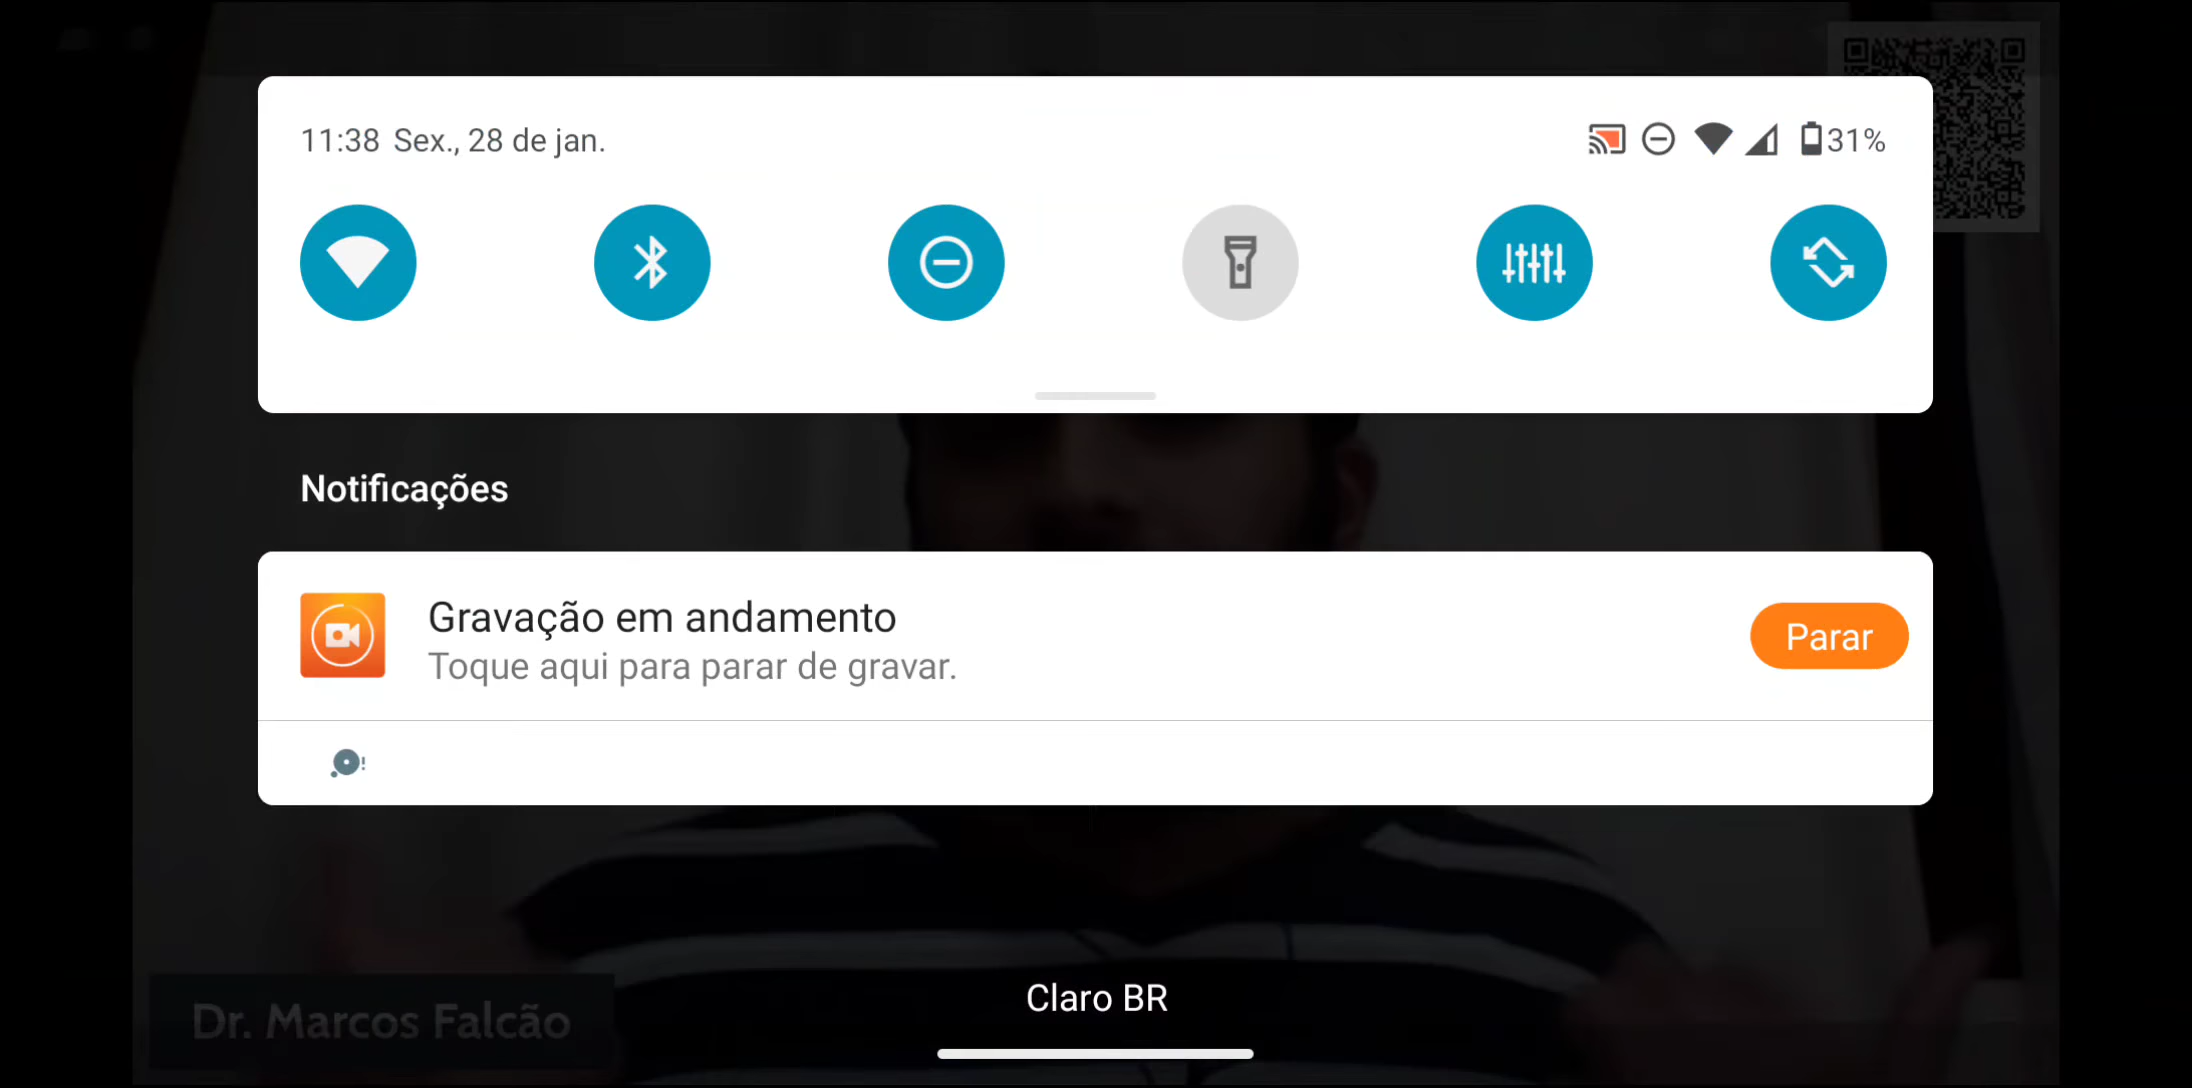 11:38 Sex., 28 de jan.
31%
Notificações
Gravação em andamento
Toque aqui para parar de gravar.
Parar
Claro BR
Dr. Marcos Falcão